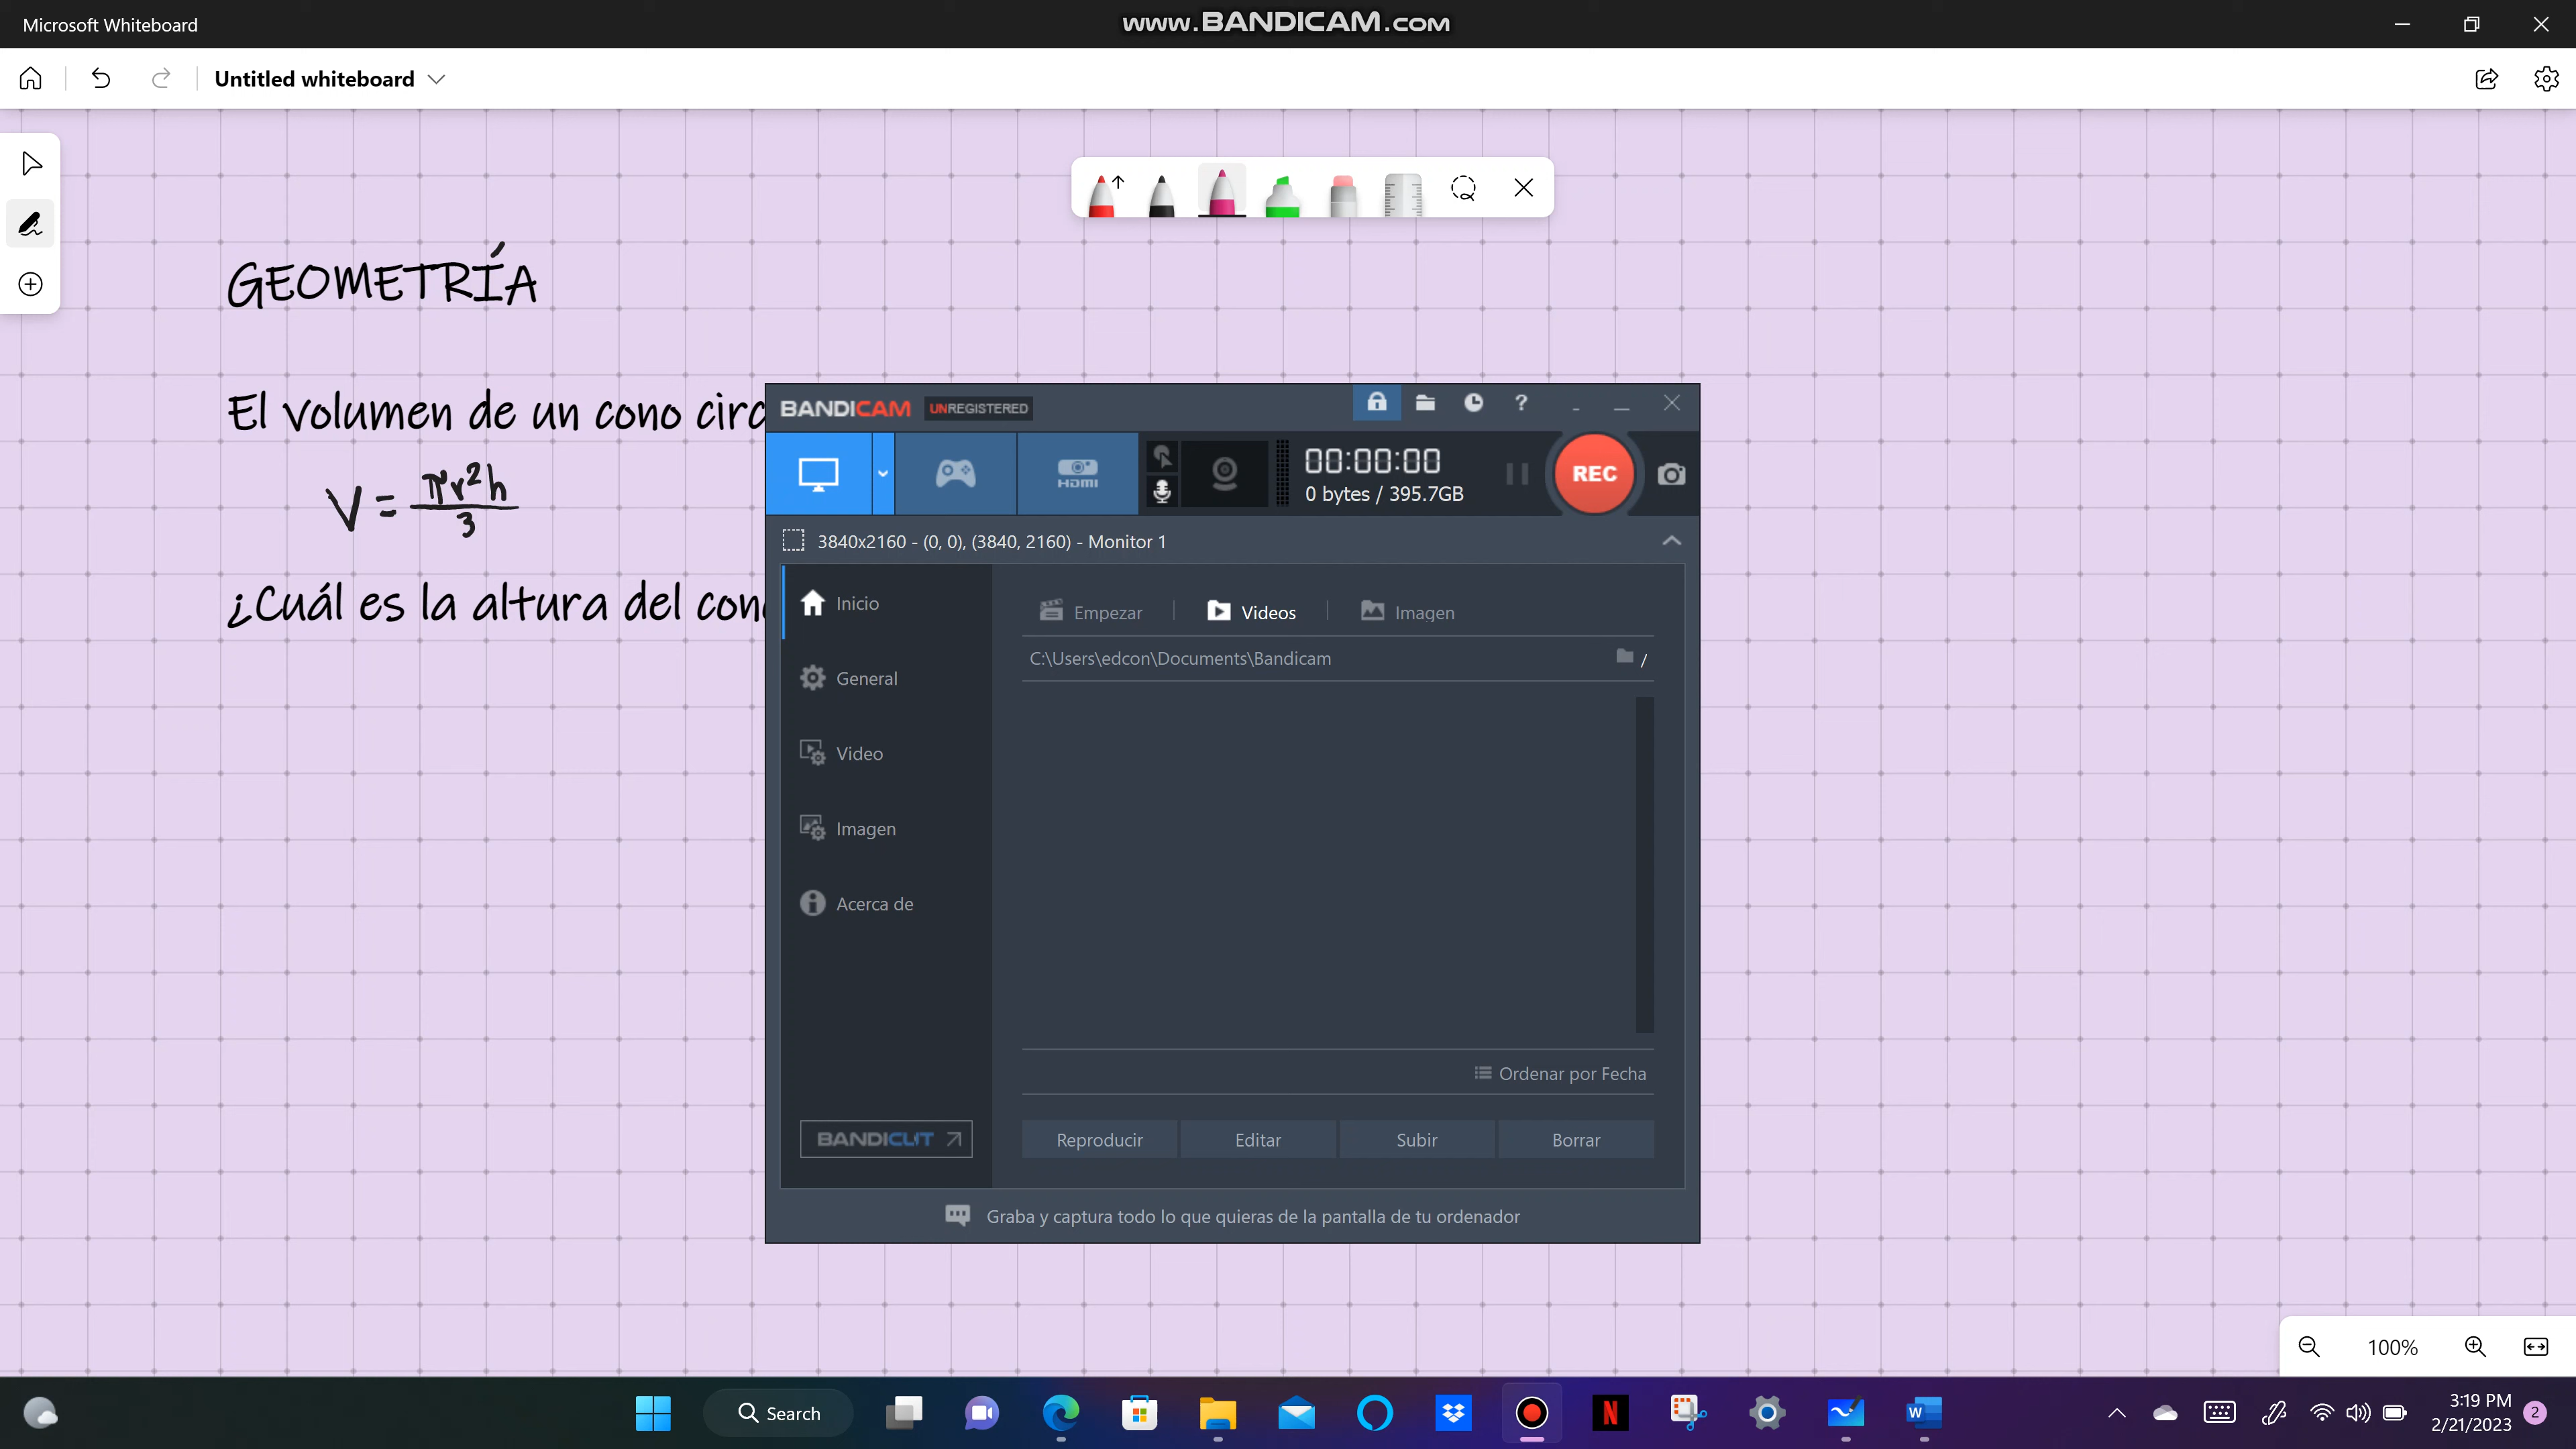 Microsoft Whiteboard
www.BANDICAM.com
Untitled whiteboard
GEOMETRÍA
El volumen de un cono circ
V = πr²h / 3
¿Cuál es la altura del con
BANDICAM UNREGISTERED
?
HDMI
00:00:00
0 bytes / 395.7GB
REC
3840x2160 - (0, 0), (3840, 2160) - Monitor 1
Inicio
General
Video
Imagen
Acerca de
BANDICUT
Empezar | Videos | Imagen
C:\Users\edcon\Documents\Bandicam /
Ordenar por Fecha
Reproducir Editar Subir Borrar
Graba y captura todo lo que quieras de la pantalla de tu ordenador
100%
Search
N
W
3:19 PM
2/21/2023
2